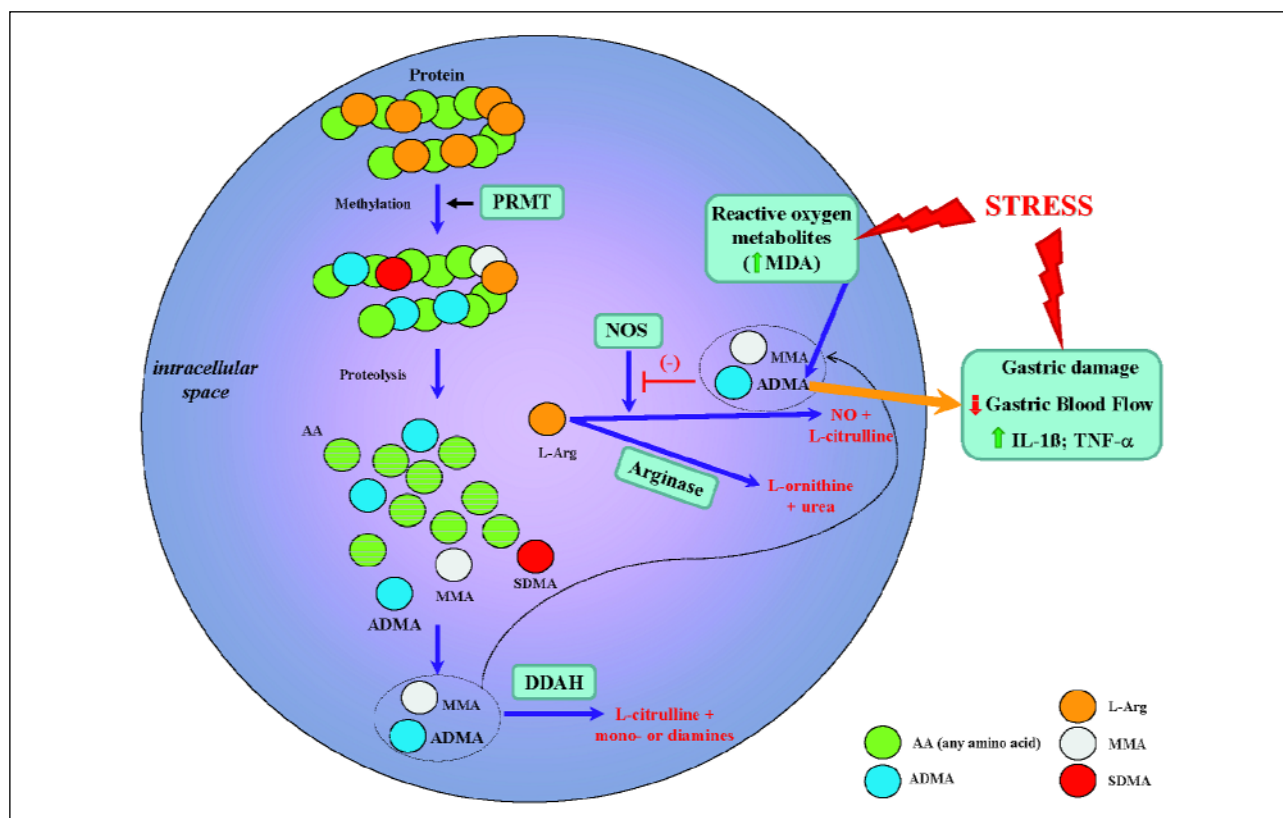 Protein
Methylation
PRMT
Reactive oxygen
metabolites
(↑MDA)
STRESS
NOS
(-)
MMA
ADMA
intracellular
space
Proteolysis
Gastric damage
Gastric Blood Flow
IL-1ß; TNF-α
AA
L-Arg
NO +
L-citrulline
Arginase
L-ornithine
+ urea
SDMA
MMA
ADMA
DDAH
MMA
ADMA
L-citrulline +
mono- or diamines
L-Arg
AA (any amino acid)
MMA
ADMA
SDMA